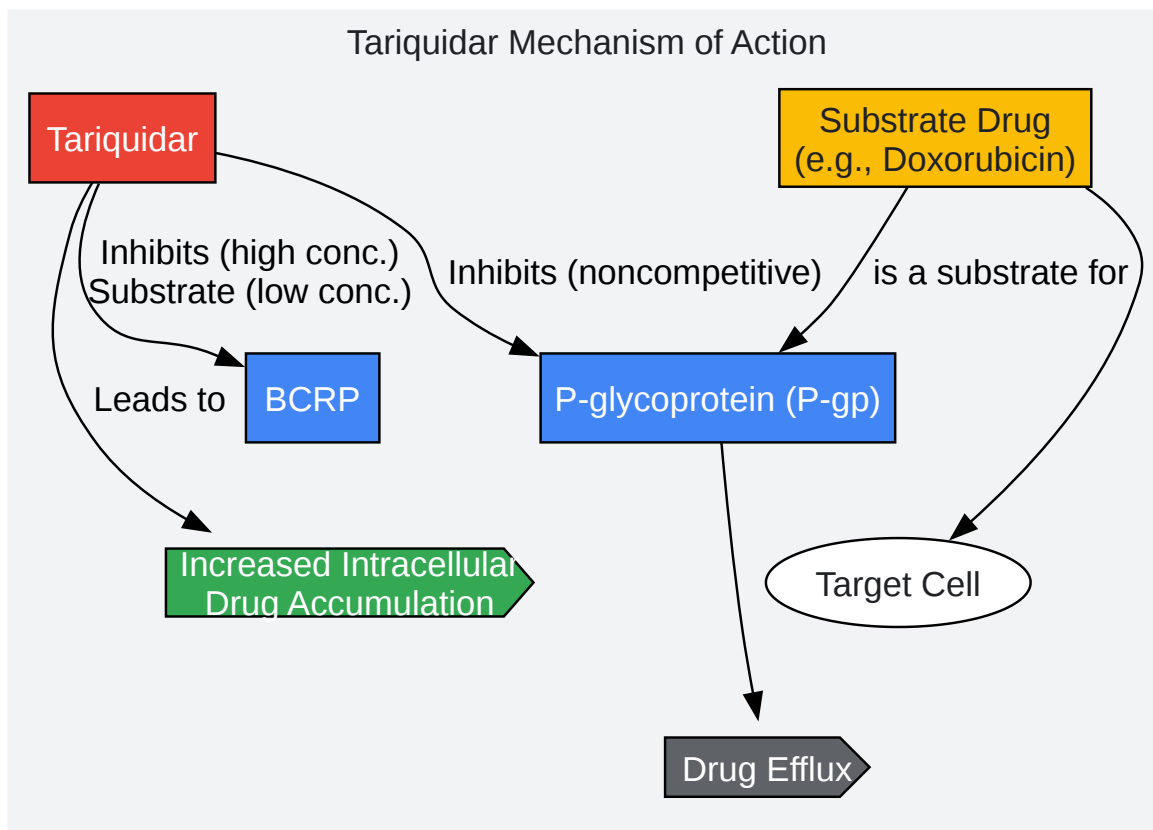 Tariquidar Mechanism of Action
Tariquidar
Substrate Drug
(e.g., Doxorubicin)
Inhibits (high conc.)
Substrate (low conc.)
Inhibits (noncompetitive)
is a substrate for
Leads to
BCRP
P-glycoprotein (P-gp)
Increased Intracellular
Drug Accumulation
Target Cell
Drug Efflux